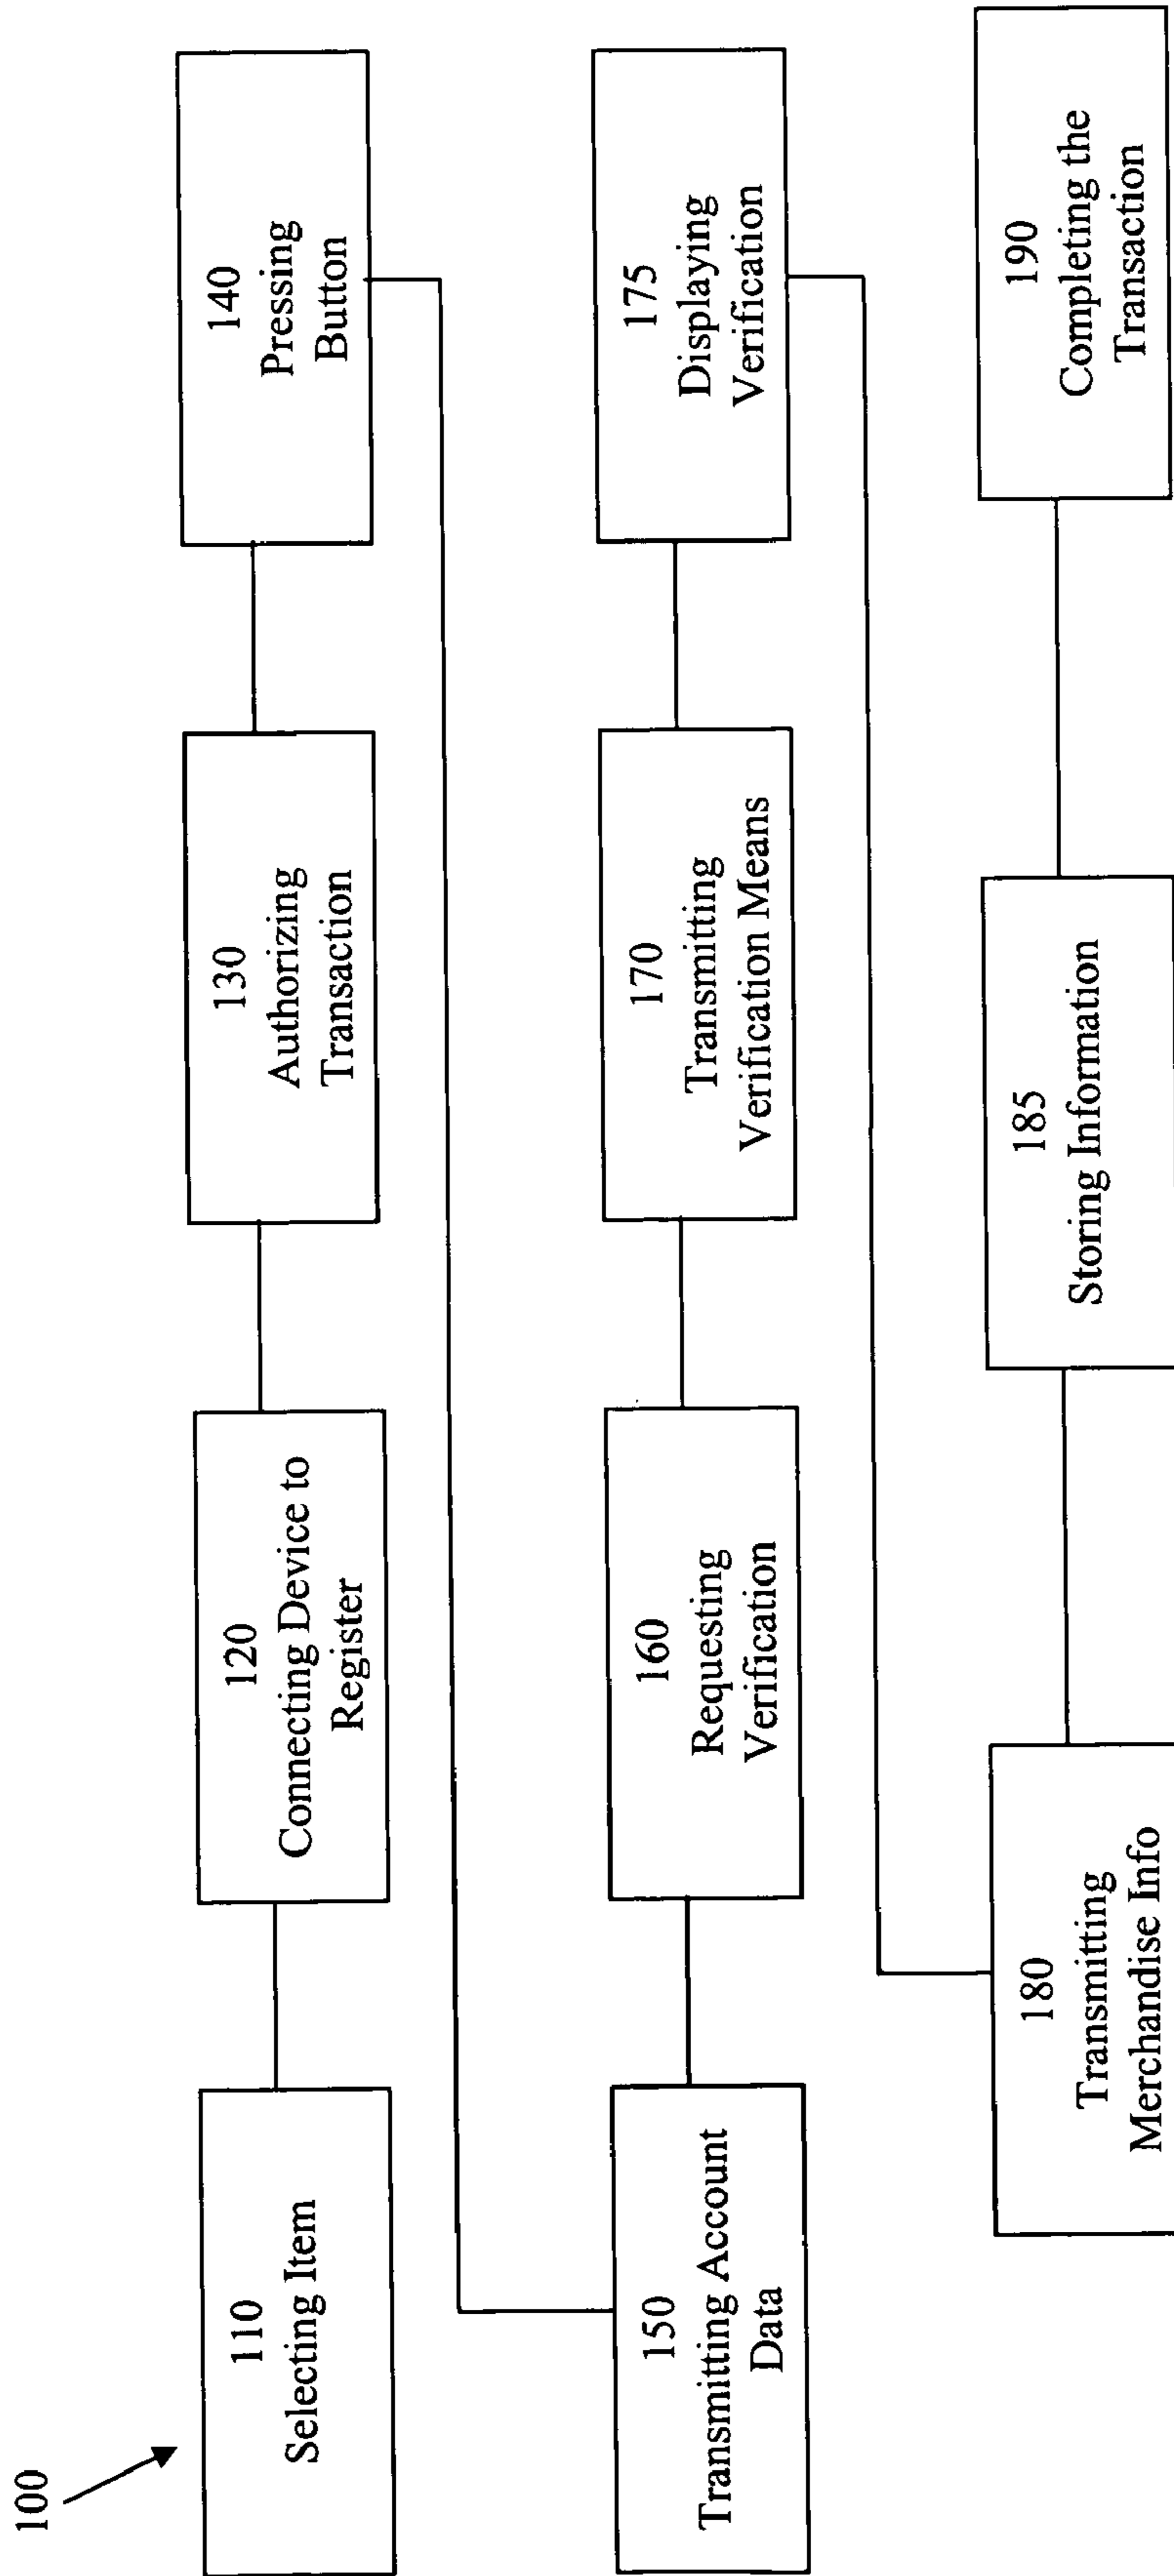 100
110
Selecting Item
120
Connecting Device to
Register
130
Authorizing
Transaction
140
Pressing
Button
150
Transmitting Account
Data
160
Requesting
Verification
170
Transmitting
Verification Means
175
Displaying
Verification
180
Transmitting
Merchandise Info
185
Storing Information
190
Completing the
Transaction